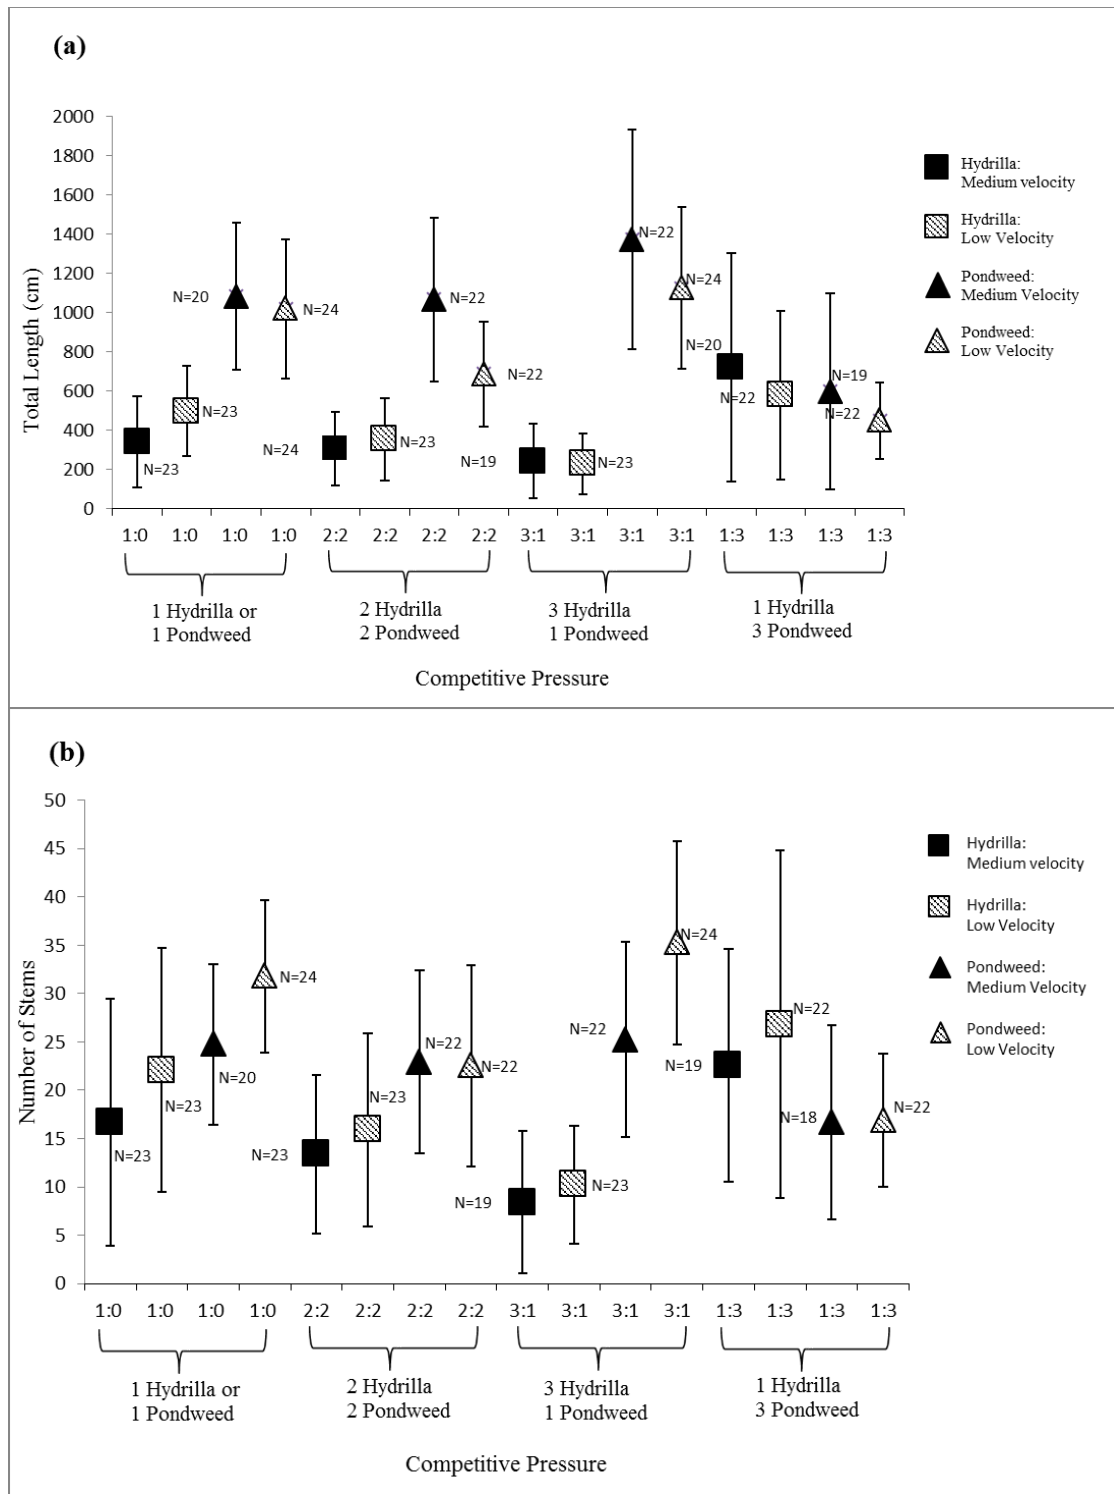 (a)
2000
1800
1600
1400
1200
1000
800
600
400
200
0
Total Length (cm)
N=23
N=23
N=20
N=24
N=24
N=23
N=22
N=22
N=19
N=23
N=22
N=24
N=20
N=22
N=19
N=22
Hydrilla:
Medium velocity
Hydrilla:
Low Velocity
Pondweed:
Medium Velocity
Pondweed:
Low Velocity
1:0 1:0 1:0 1:0 2:2 2:2 2:2 2:2 3:1 3:1 3:1 3:1 1:3 1:3 1:3 1:3
1 Hydrilla or
1 Pondweed
2 Hydrilla
2 Pondweed
3 Hydrilla
1 Pondweed
1 Hydrilla
3 Pondweed
Competitive Pressure
(b)
50
45
40
35
30
25
20
15
10
5
0
Number of Stems
N=23
N=23
N=20
N=24
N=23
N=23
N=22
N=22
N=19
N=23
N=22
N=24
N=19
N=22
N=18
N=22
Hydrilla:
Medium velocity
Hydrilla:
Low Velocity
Pondweed:
Medium Velocity
Pondweed:
Low Velocity
1:0 1:0 1:0 1:0 2:2 2:2 2:2 2:2 3:1 3:1 3:1 3:1 1:3 1:3 1:3 1:3
1 Hydrilla or
1 Pondweed
2 Hydrilla
2 Pondweed
3 Hydrilla
1 Pondweed
1 Hydrilla
3 Pondweed
Competitive Pressure